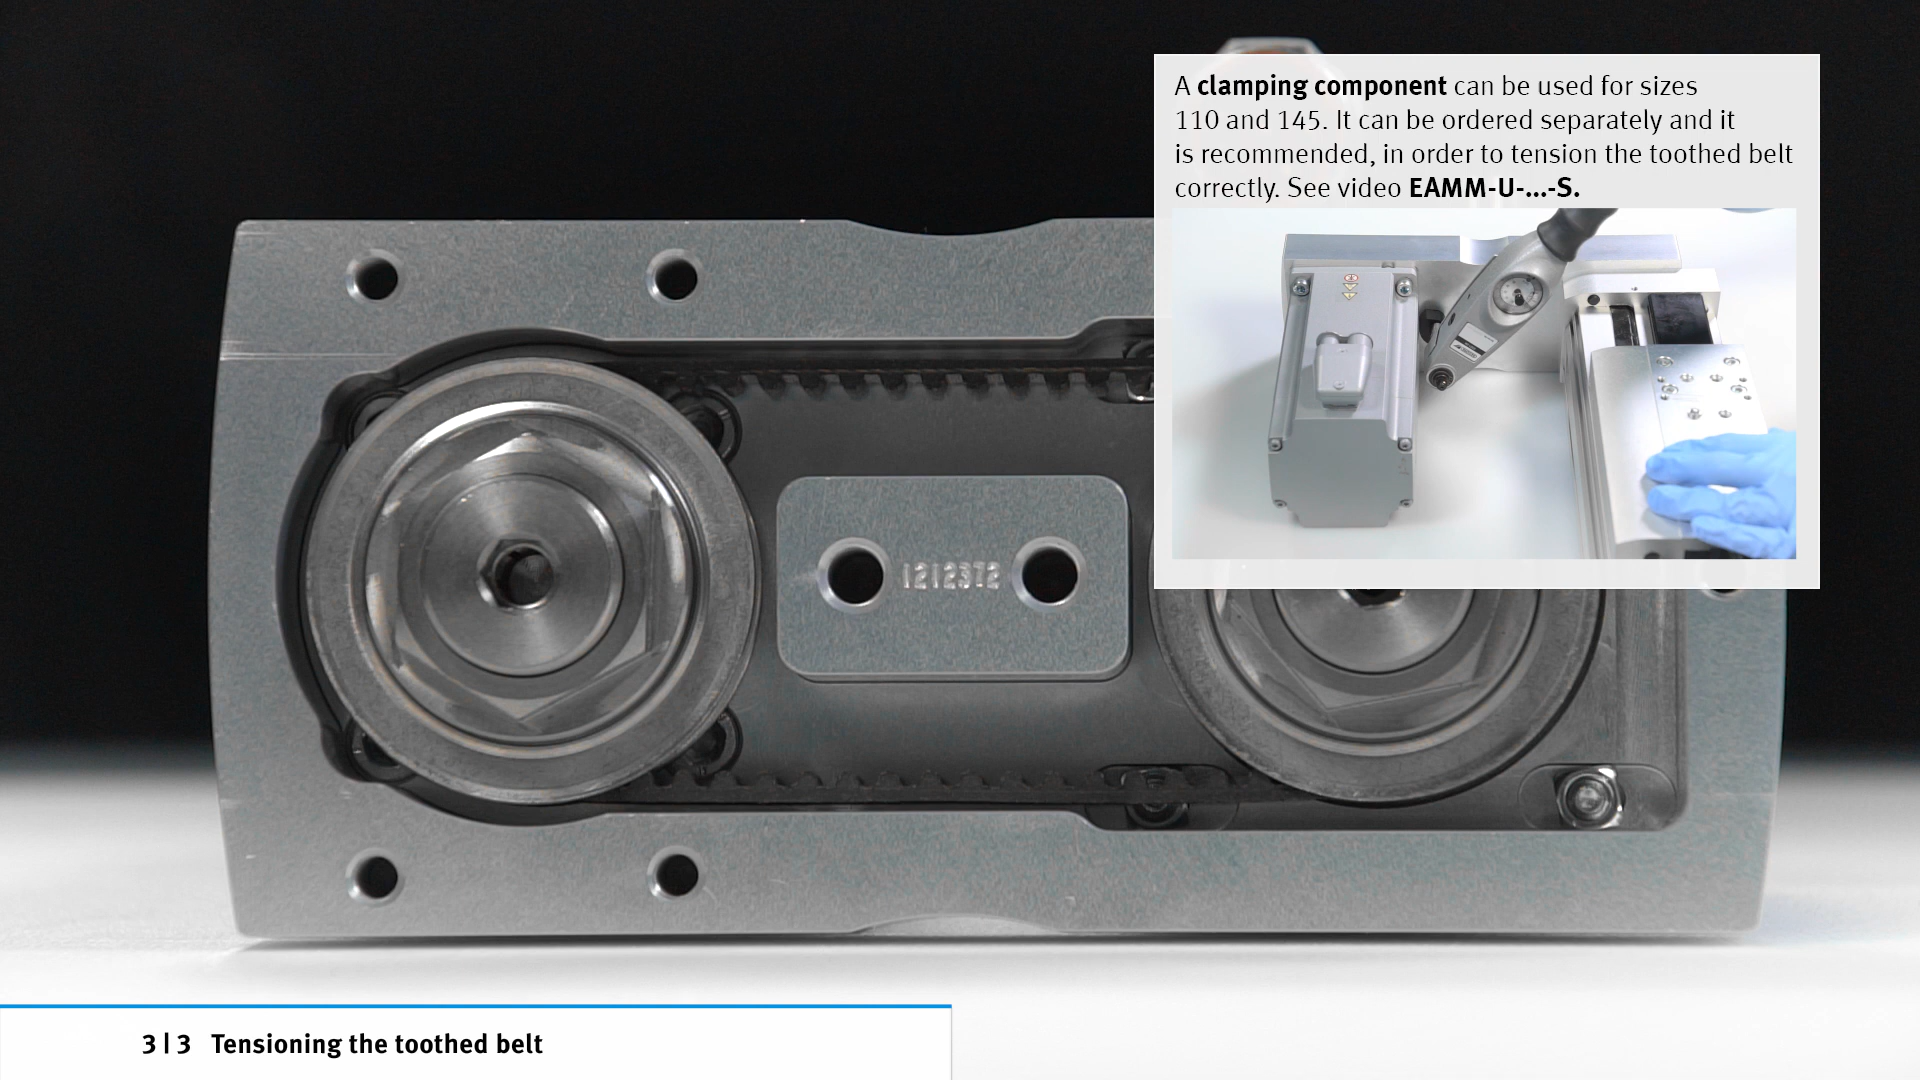 A clamping component can be used for sizes
110 and 145. It can be ordered separately and it
is recommended, in order to tension the toothed belt
correctly. See video EAMM-U-...-S.
1212372
3 | 3 Tensioning the toothed belt